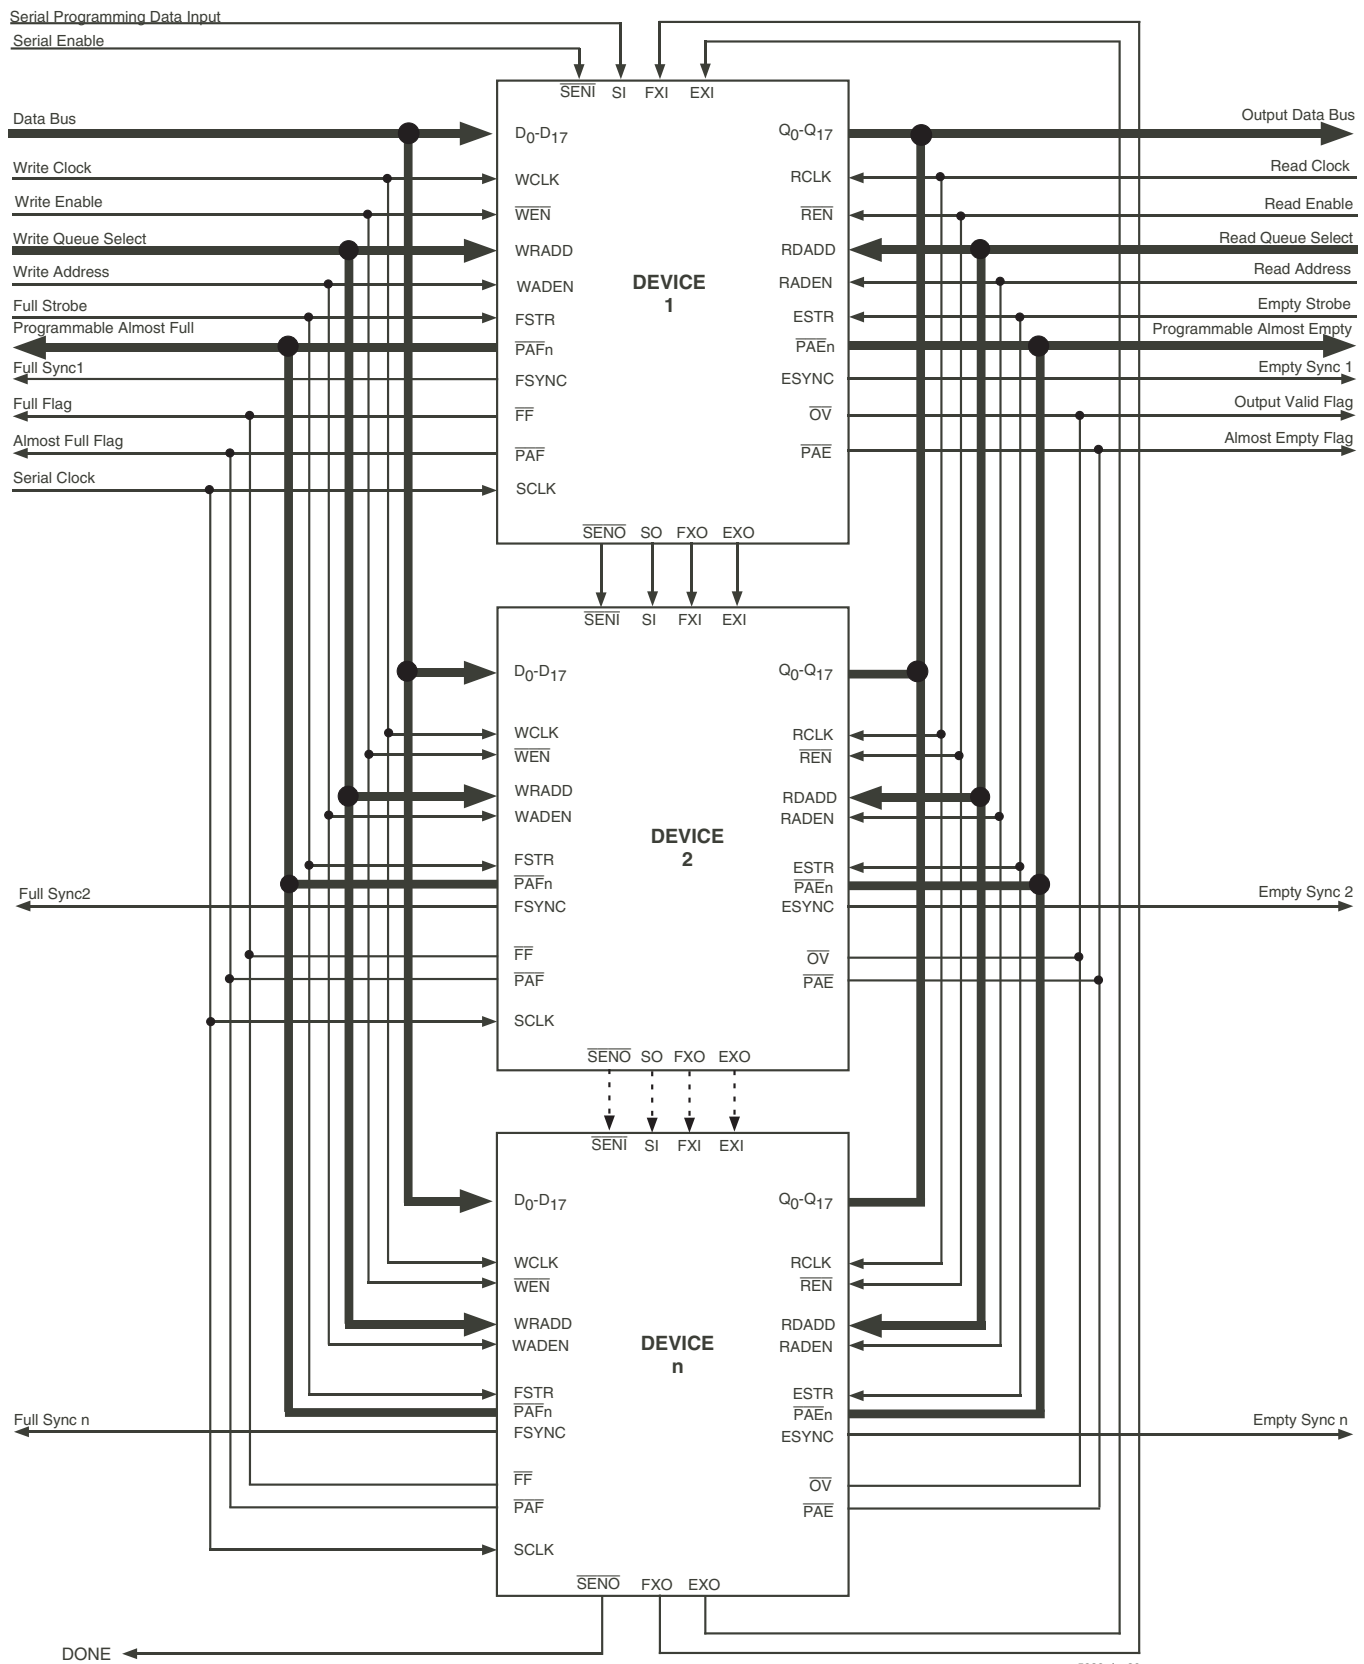 Serial Programming Data Input
Serial Enable
SENI SI FXI EXI
Data Bus D0-D17 Q0-Q17 Output Data Bus
Write Clock WCLK RCLK Read Clock
Write Enable WEN REN Read Enable
Write Queue Select WRADD RDADD Read Queue Select
Write Address WADEN RADEN Read Address
DEVICE
1
Full Strobe FSTR ESTR Empty Strobe
Programmable Almost Full PAFn PAEn Programmable Almost Empty
Full Sync1 FSYNC ESYNC Empty Sync 1
Full Flag FF OV Output Valid Flag
Almost Full Flag PAF PAE Almost Empty Flag
Serial Clock SCLK
SENO SO FXO EXO
SENI SI FXI EXI
D0-D17 Q0-Q17
WCLK RCLK
WEN REN
WRADD RDADD
WADEN RADEN
DEVICE
2
FSTR ESTR
PAFn PAEn
Full Sync2 FSYNC ESYNC Empty Sync 2
FF OV
PAF PAE
SCLK
SENO SO FXO EXO
SENI SI FXI EXI
D0-D17 Q0-Q17
WCLK RCLK
WEN REN
WRADD RDADD
WADEN RADEN
DEVICE
n
FSTR ESTR
PAFn PAEn
Full Sync n FSYNC ESYNC Empty Sync n
FF OV
PAF PAE
SCLK
SENO FXO EXO
DONE